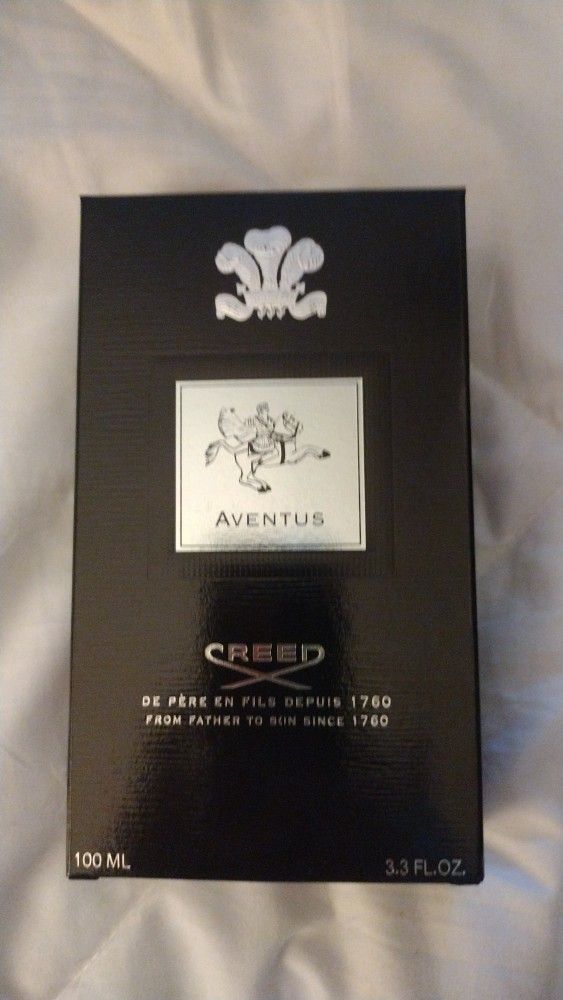 AVENTUS
CREED
DE PÈRE EN FILS DEPUIS 1760
FROM FATHER TO SON SINCE 1760
100 ML
3.3 FL.OZ.